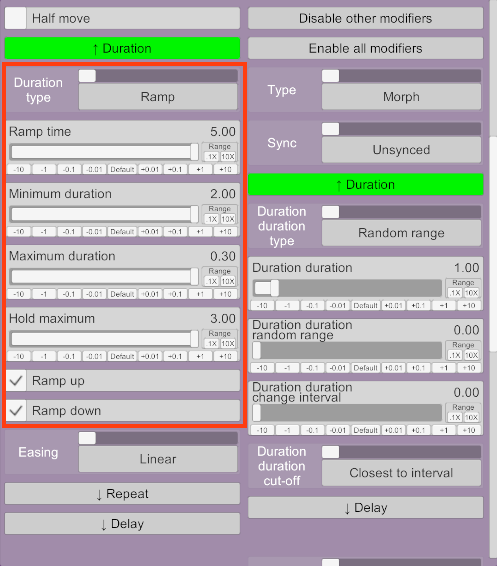 Half move
↑ Duration
Duration
type
Ramp
Ramp time 5.00
Range
.1X 10X
-10 -1 -0.1 -0.01 Default +0.01 +0.1 +1 +10
Minimum duration 2.00
Range
.1X 10X
-10 -1 -0.1 -0.01 Default +0.01 +0.1 +1 +10
Maximum duration 0.30
Range
.1X 10X
-10 -1 -0.1 -0.01 Default +0.01 +0.1 +1 +10
Hold maximum 3.00
Range
.1X 10X
-10 -1 -0.1 -0.01 Default +0.01 +0.1 +1 +10
Ramp up
Ramp down
Easing
Linear
↓ Repeat
↓ Delay
Disable other modifiers
Enable all modifiers
Type
Morph
Sync
Unsynced
↑ Duration
Duration
duration
type
Random range
Duration duration 1.00
Range
.1X 10X
-10 -1 -0.1 -0.01 Default +0.01 +0.1 +1 +10
Duration duration
random range 0.00
Range
.1X 10X
-10 -1 -0.1 -0.01 Default +0.01 +0.1 +1 +10
Duration duration
change interval 0.00
Range
.1X 10X
-10 -1 -0.1 -0.01 Default +0.01 +0.1 +1 +10
Duration
duration
cut-off
Closest to interval
↓ Delay